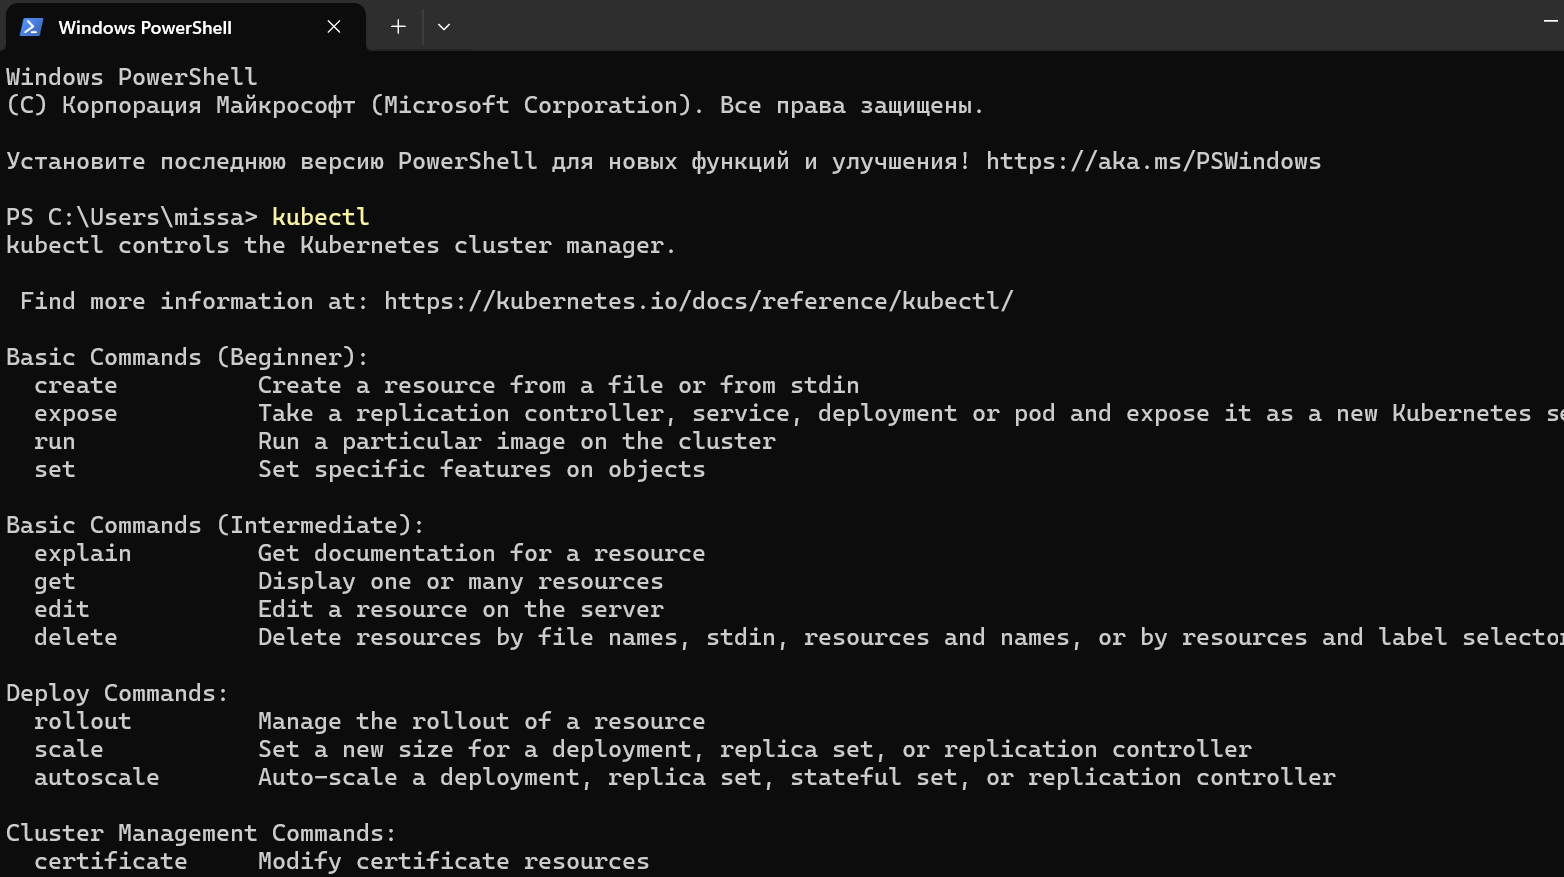 Windows PowerShell
Windows PowerShell
(C) Корпорация Майкрософт (Microsoft Corporation). Все права защищены.
Установите последнюю версию PowerShell для новых функций и улучшения! https://aka.ms/PSWindows
PS C:\Users\missa> kubectl
kubectl controls the Kubernetes cluster manager.
Find more information at: https://kubernetes.io/docs/reference/kubectl/
Basic Commands (Beginner):
create Create a resource from a file or from stdin
expose Take a replication controller, service, deployment or pod and expose it as a new Kubernetes
run Run a particular image on the cluster
set Set specific features on objects
Basic Commands (Intermediate):
explain Get documentation for a resource
get Display one or many resources
edit Edit a resource on the server
delete Delete resources by file names, stdin, resources and names, or by resources and label
Deploy Commands:
rollout Manage the rollout of a resource
scale Set a new size for a deployment, replica set, or replication controller
autoscale Auto-scale a deployment, replica set, stateful set, or replication controller
Cluster Management Commands:
certificate Modify certificate resources